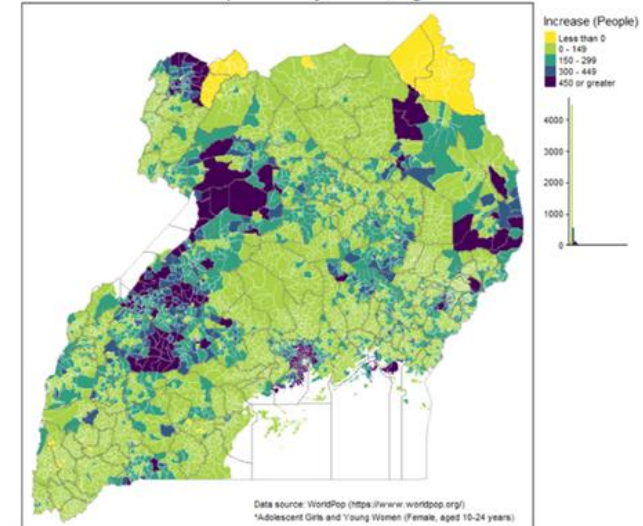 Increase (People)
Less than 0
0 - 149
150 - 299
300 - 449
450 or greater
4000
3000
2000
1000
0
Data source: WorldPop (https://www.worldpop.org/)
*Adolescent Girls and Young Women (Female, aged 10-24 years)